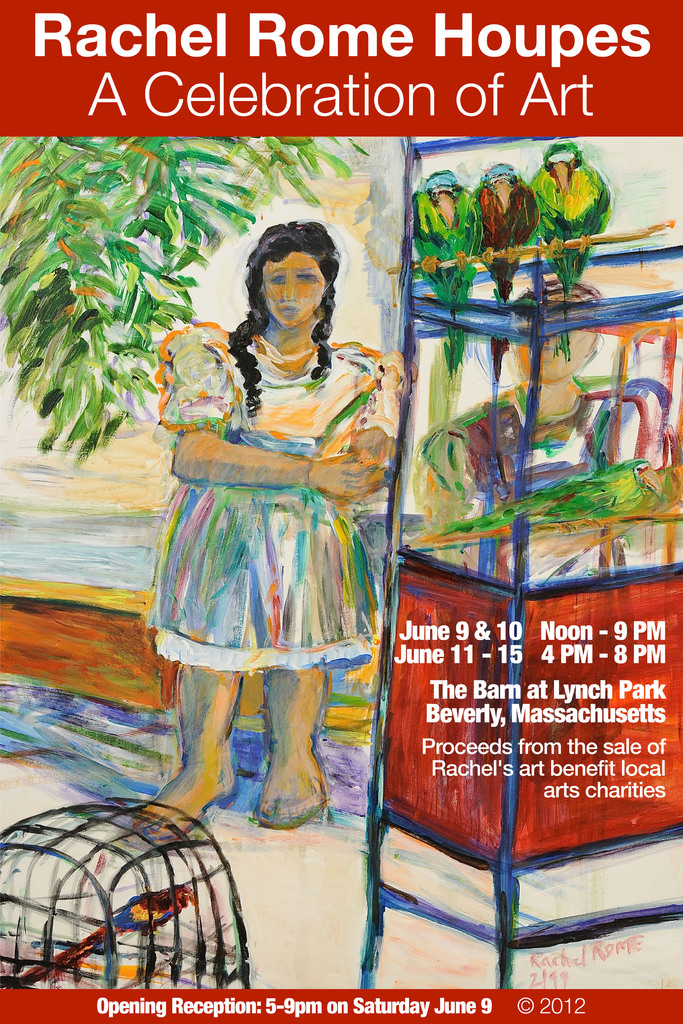 Rachel Rome Houpes
A Celebration of Art
June 9 & 10 Noon - 9 PM
June 11 - 15 4 PM - 8 PM
The Barn at Lynch Park
Beverly, Massachusetts
Proceeds from the sale of
Rachel's art benefit local
arts charities
Rachel ROME
2/99
Opening Reception: 5-9pm on Saturday June 9 © 2012